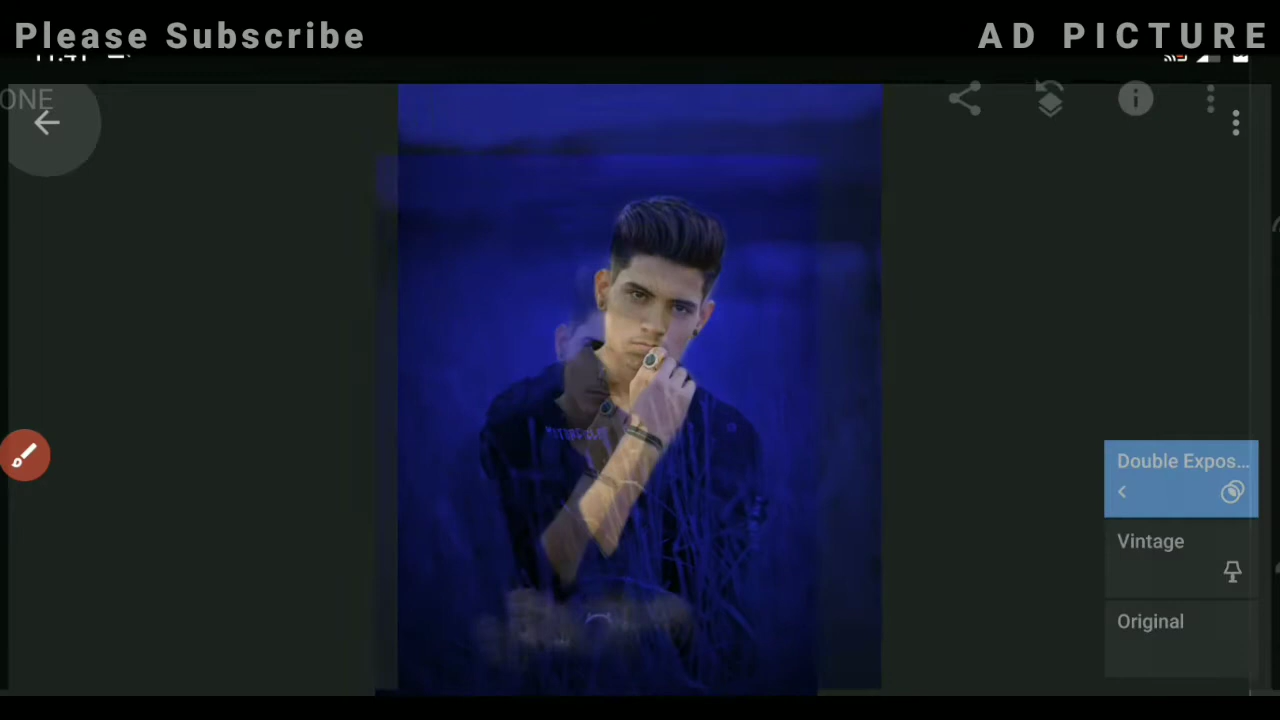 Please Subscribe
AD PICTURE
ONE
Double Expos...
Vintage
Original